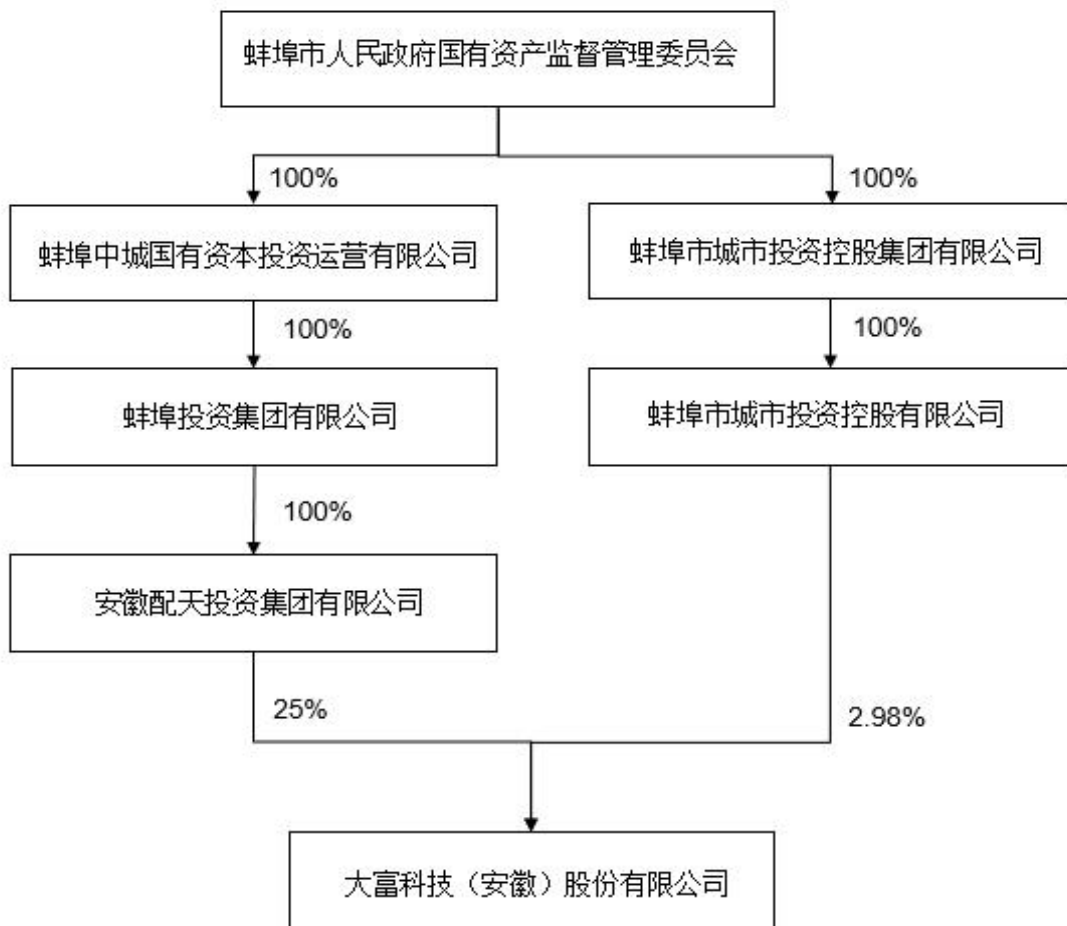 蚌埠市人民政府国有资产监督管理委员会
100%
100%
蚌埠中城国有资本投资运营有限公司
蚌埠市城市投资控股集团有限公司
100%
100%
蚌埠投资集团有限公司
蚌埠市城市投资控股有限公司
100%
安徽配天投资集团有限公司
25%
2.98%
大富科技（安徽）股份有限公司